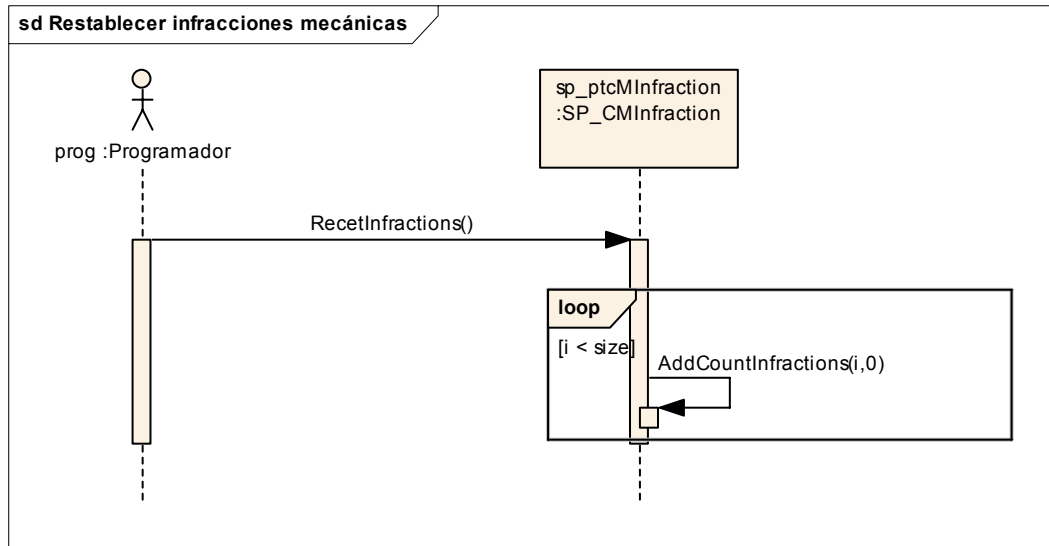 sd Restablecer infracciones mecánicas
prog :Programador
sp_ptcMInfraction
:SP_CMInfraction
RecetInfractions()
loop
[i < size]
AddCountInfractions(i,0)